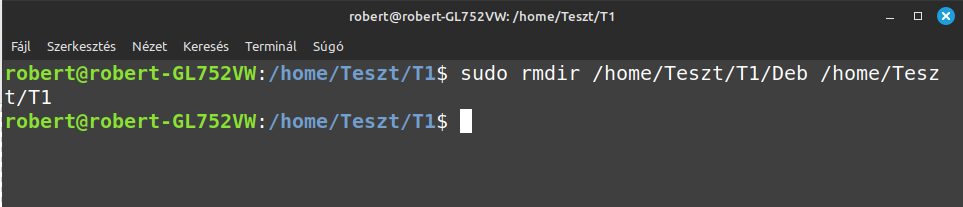 robert@robert-GL752VW: /home/Teszt/T1
Fájl Szerkesztés Nézet Keresés Terminál Súgó
robert@robert-GL752VW:/home/Teszt/T1$ sudo rmdir /home/Teszt/T1/Deb /home/Tesz
t/T1
robert@robert-GL752VW:/home/Teszt/T1$